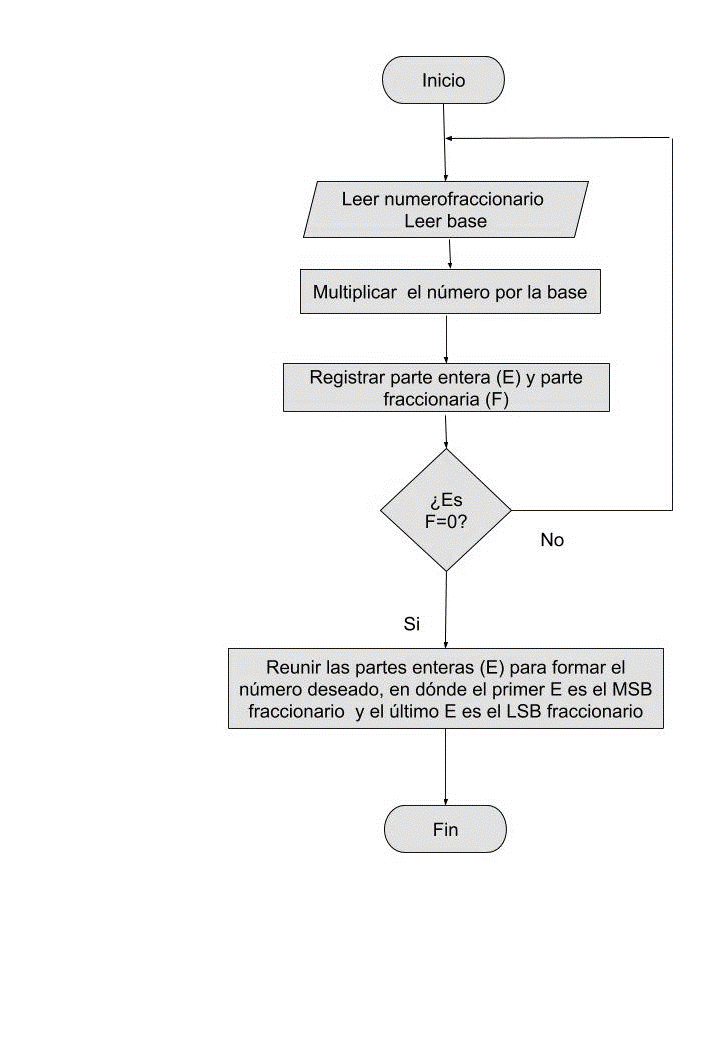 Inicio
Leer numerofraccionario
Leer base
Multiplicar  el número por la base
Registrar parte entera (E) y parte
fraccionaria (F)
¿Es
F=0?
No
Si
Reunir las partes enteras (E) para formar el
número deseado, en dónde el primer E es el MSB
fraccionario  y el último E es el LSB fraccionario
Fin